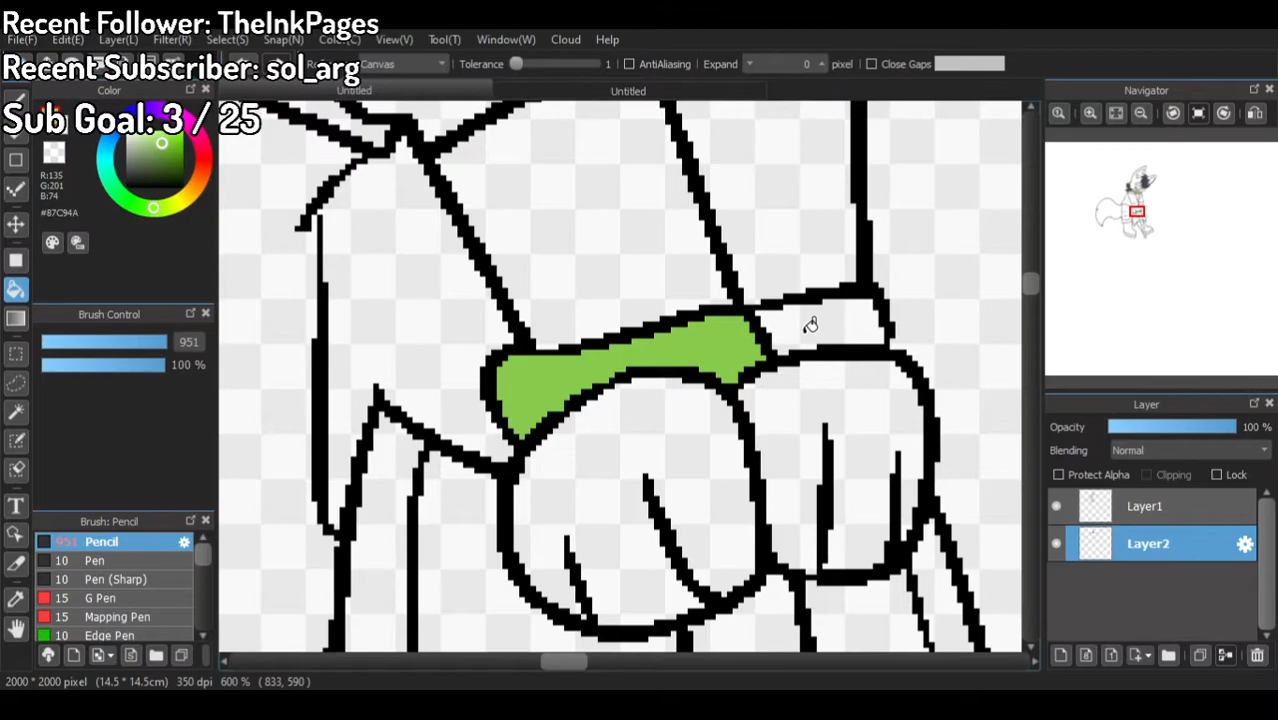 Recent Follower: TheInkPages
File(F) Edit(E) Layer(L) Filter(R) Select(S) Snap(N) Color(C) View(V) Tool(T) Window(W) Cloud Help
Recent Subscriber: sol_arg
Canvas Tolerance 1 AntiAliasing Expand 0 pixel Close Gaps
Untitled Untitled
Sub Goal: 3 / 25
Color
R:135
G:201
B:74
#87C94A
Brush Control
951
100 %
Brush: Pencil
951 Pencil
10 Pen
10 Pen (Sharp)
15 G Pen
15 Mapping Pen
10 Edge Pen
Navigator
Layer
Opacity 100 %
Blending Normal
Protect Alpha Clipping Lock
Layer1
Layer2
2000 * 2000 pixel (14.5 * 14.5cm) 350 dpi 600 % ( 833, 590 )